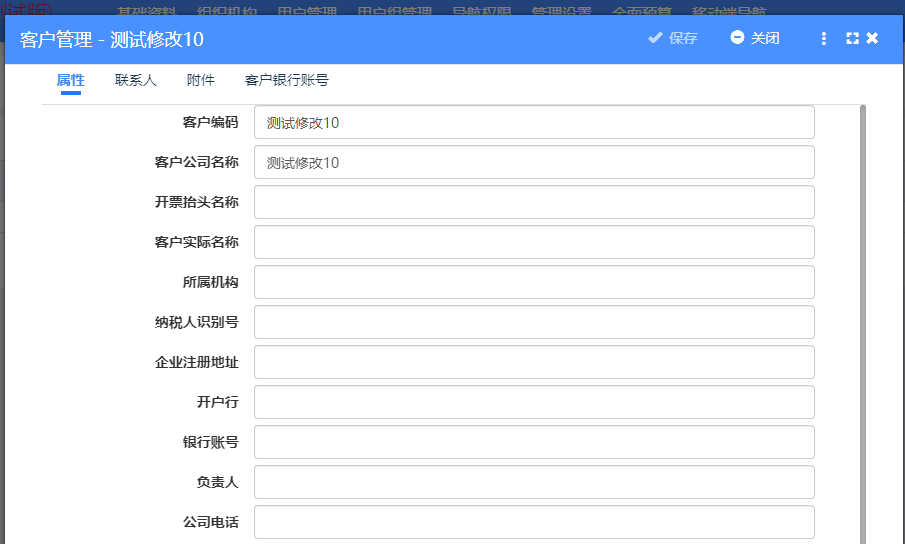 基础资料 组织机构 用户管理 用户组管理 导航权限 管理设置 全面预算 移动端导航
客户管理 - 测试修改10 保存 关闭
属性 联系人 附件 客户银行账号
客户编码 测试修改10
客户公司名称 测试修改10
开票抬头名称
客户实际名称
所属机构
纳税人识别号
企业注册地址
开户行
银行账号
负责人
公司电话